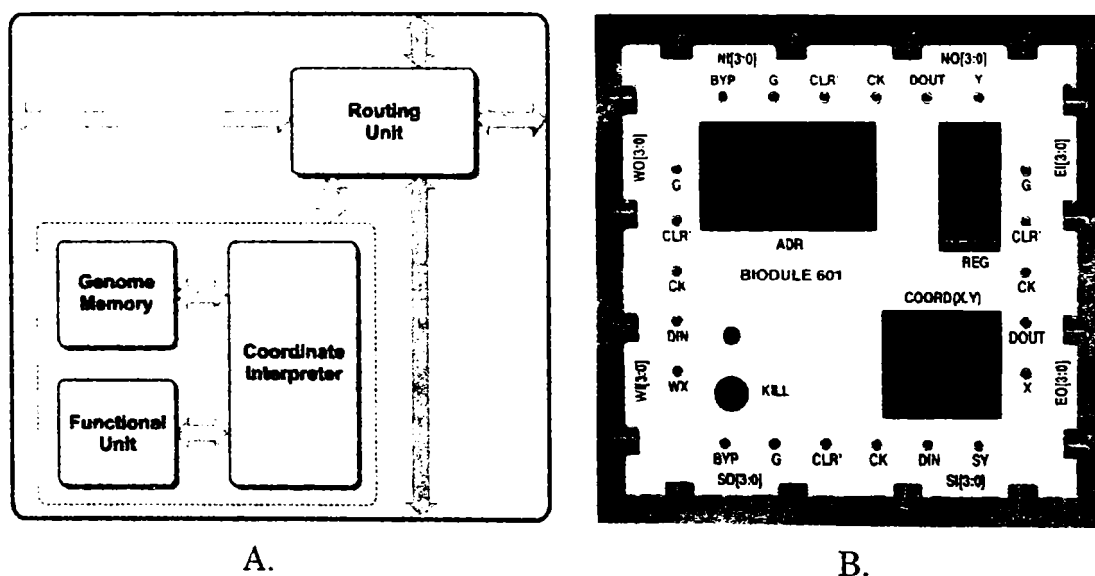 Routing
Unit
Genome
Memory
Coordinate
Interpreter
Functional
Unit
A.
NI[3:0] NO[3:0]
BYP G CLR' CK DOUT Y
WO[3:0] EI[3:0]
G G
ADR
CLR' CLR'
REG
BIODULE 601
CK CK
COORD(X,Y)
DIN DOUT
WI[3:0] EO[3:0]
WX X
KILL
BYP G CLR' CK DIN SY
SO[3:0] SI[3:0]
B.